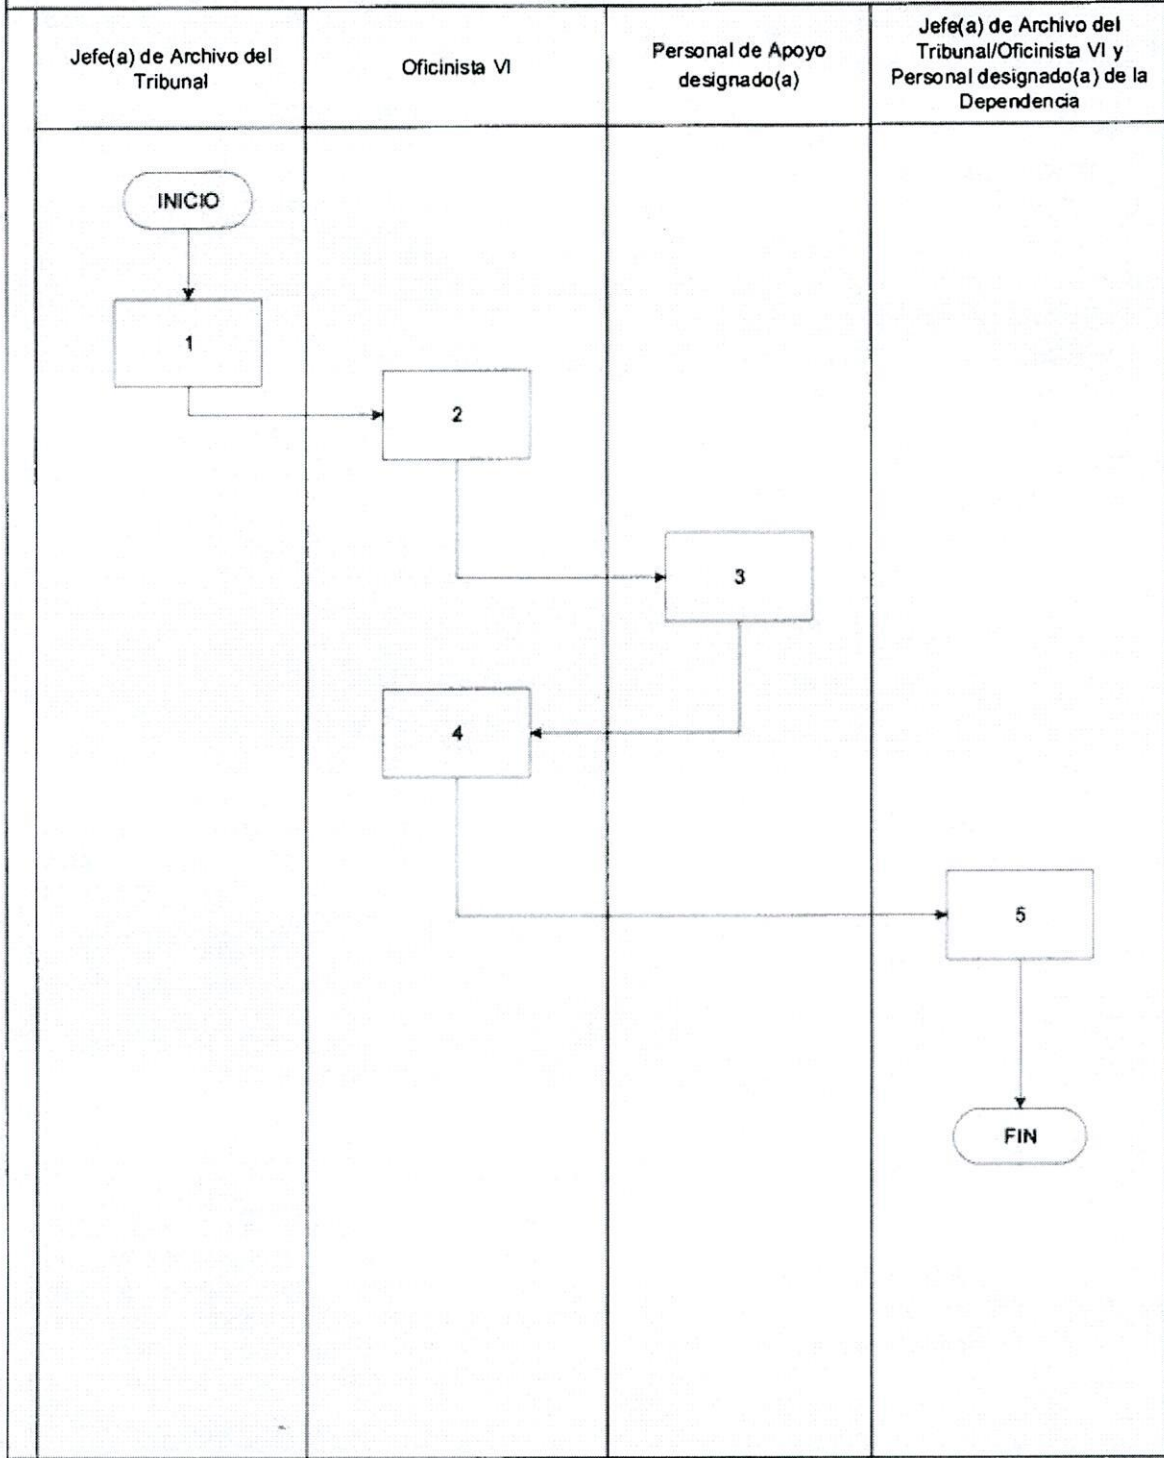 Jefe(a) de Archivo del
Tribunal
Oficinista VI
Personal de Apoyo
designado(a)
Jefe(a) de Archivo del
Tribunal/Oficinista VI y
Personal designado(a) de la
Dependencia
INICIO
1
2
3
4
5
FIN